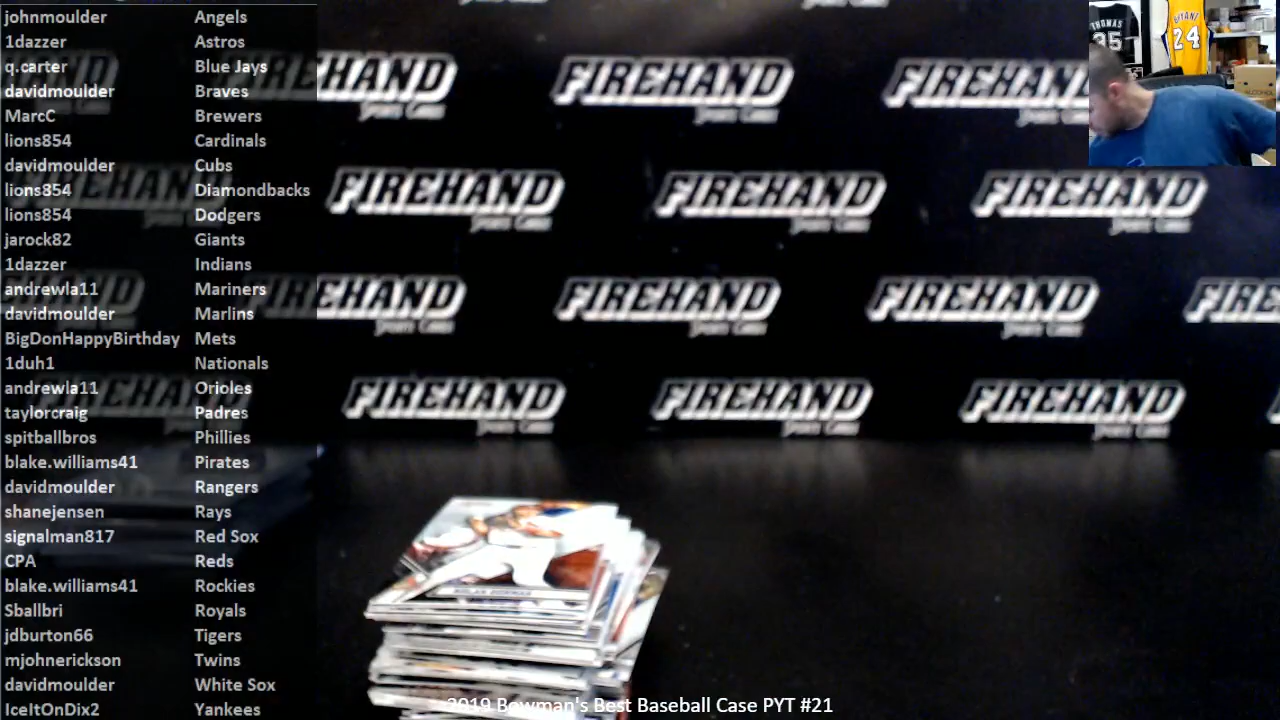 johnmoulder Angels
1dazzer Astros
q.carter Blue Jays
davidmoulder Braves
MarcC Brewers
lions854 Cardinals
davidmoulder Cubs
lions854 Diamondbacks
lions854 Dodgers
jarock82 Giants
1dazzer Indians
andrewla11 Mariners
davidmoulder Marlins
BigDonHappyBirthday Mets
1duh1 Nationals
andrewla11 Orioles
taylorcraig Padres
spitballbros Phillies
blake.williams41 Pirates
davidmoulder Rangers
shanejensen Rays
signalman817 Red Sox
CPA Reds
blake.williams41 Rockies
Sballbri Royals
jdburton66 Tigers
mjohnerickson Twins
davidmoulder White Sox
IceItOnDix2 Yankees
FIREHAND FIREHAND FIREHAND
FIREHAND FIREHAND FIREHAND
FIREHAND FIREHAND FIREHAND FIRE
FIREHAND FIREHAND FIREHAND
THOMAS
35
BRYANT
24
ALCOHOL
2019 Bowman's Best Baseball Case PYT #21